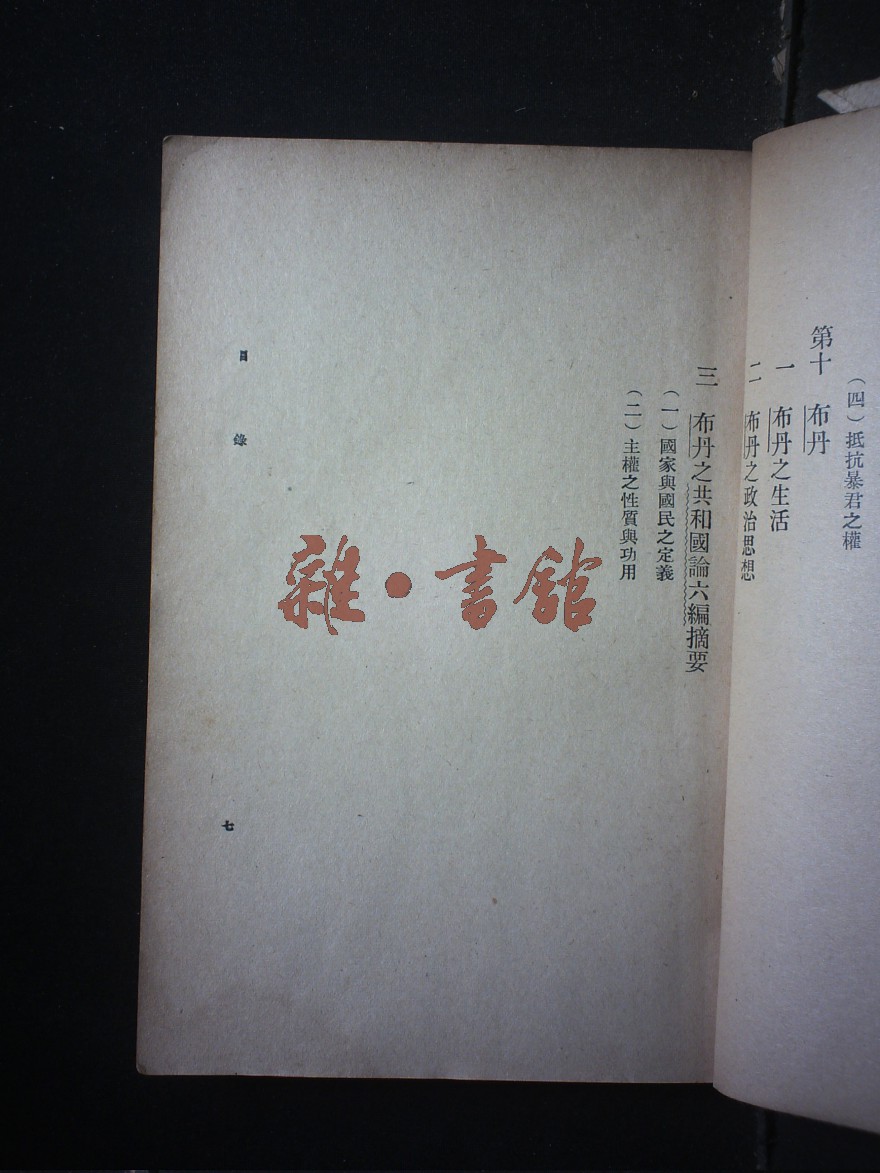 （四）抵抗暴君之權
第十　布丹
一　布丹之生活
二　布丹之政治思想
三　布丹之共和國論六編摘要
（一）國家與國民之定義
（二）主權之性質與功用
目錄
七
雜·書館